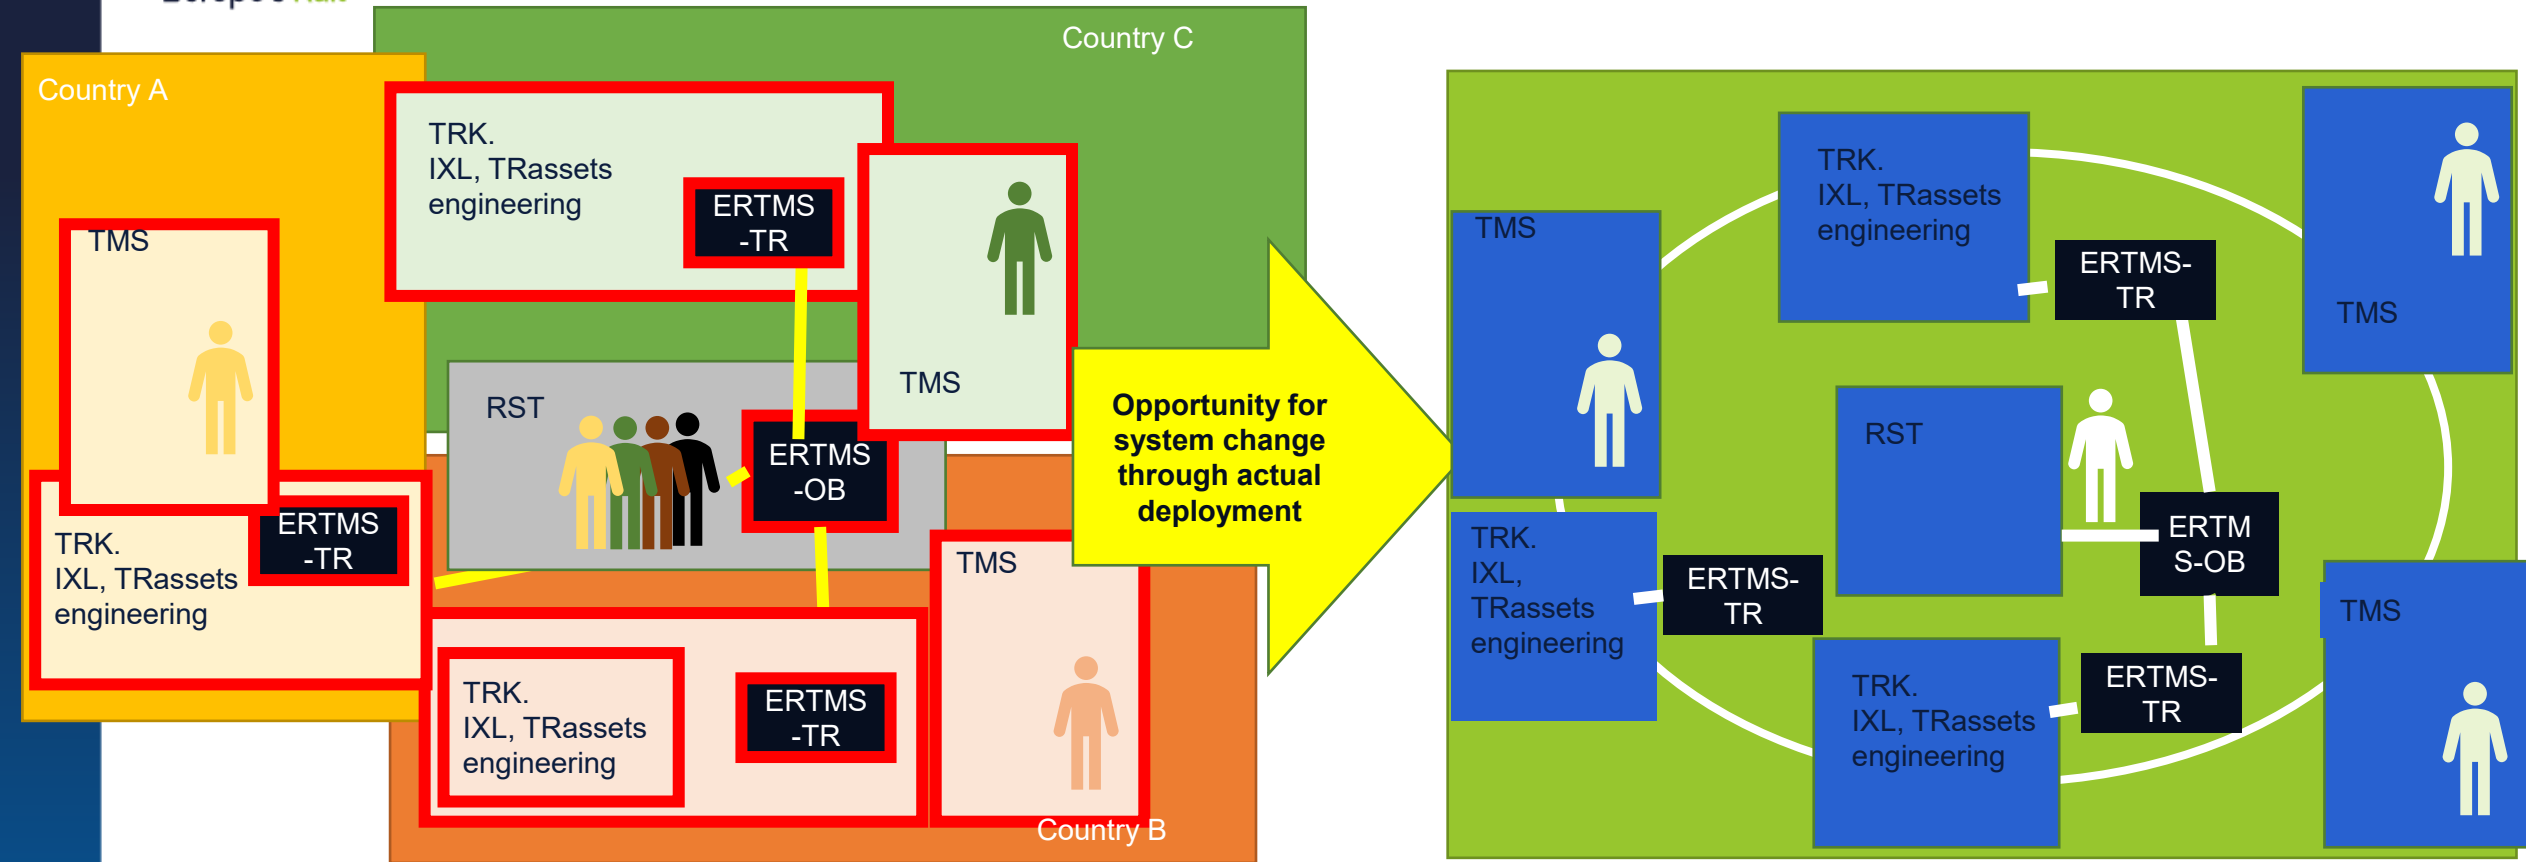 Europe's Rail
Country C
Country A
TRK.
IXL, TRassets
engineering
ERTMS
-TR
TMS
TMS
RST
ERTMS
-OB
ERTMS
-TR
TRK.
IXL, TRassets
engineering
TMS
TRK.
IXL, TRassets
engineering
ERTMS
-TR
Country B
Opportunity for
system change
through actual
deployment
TRK.
IXL, TRassets
engineering
TMS
ERTMS-
TR
TMS
RST
TRK.
IXL,
TRassets
engineering
ERTMS-
TR
ERTM
S-OB
TMS
TRK.
IXL, TRassets
engineering
ERTMS-
TR